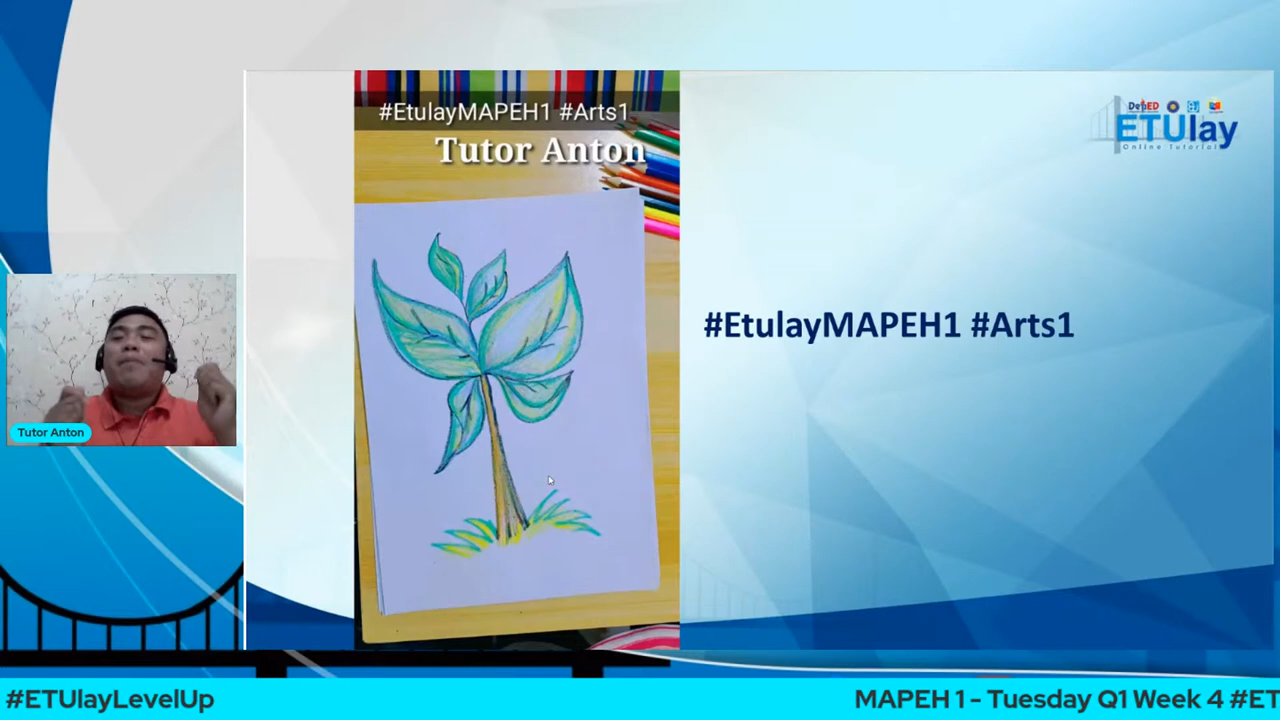 #EtulayMAPEH1 #Arts1
Tutor Anton
DepED
ETUlay
Online Tutorial
#EtulayMAPEH1 #Arts1
Tutor Anton
#ETUlayLevelUp
MAPEH 1 - Tuesday Q1 Week 4 #ET